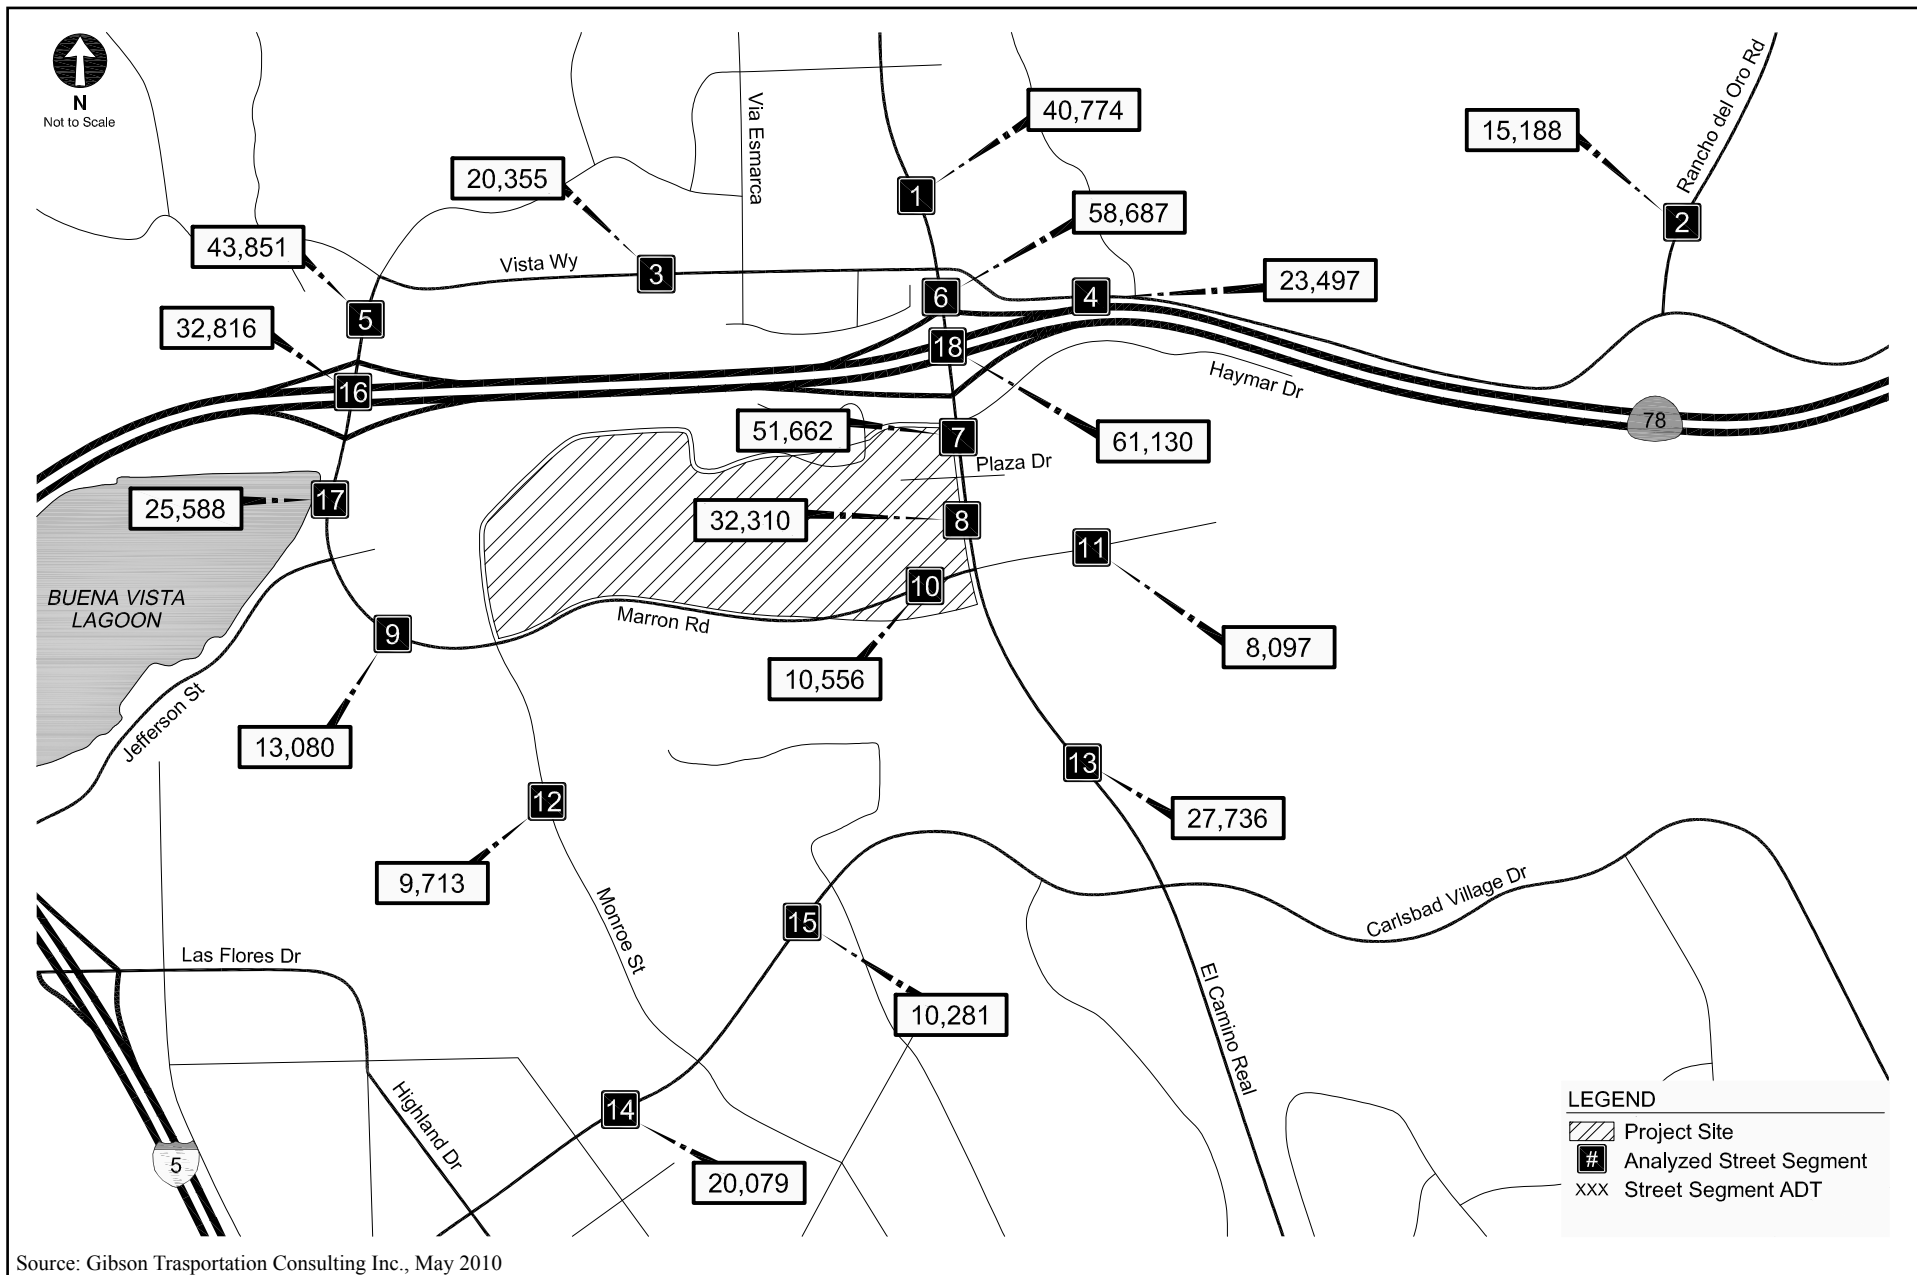 N
Not to Scale
Via Esmarca
Rancho del Oro Rd
40,774
15,188
20,355
1
58,687
2
43,851
Vista Wy
3
23,497
6
4
5
32,816
18
Haymar Dr
16
78
51,662
7
61,130
Plaza Dr
25,588
17
32,310
8
11
10
BUENA VISTA
LAGOON
Marron Rd
9
8,097
10,556
Jefferson St
13,080
13
12
27,736
9,713
Carlsbad Village Dr
Monroe St
15
Las Flores Dr
10,281
El Camino Real
Highland Dr
14
5
20,079
LEGEND
Project Site
# Analyzed Street Segment
XXX Street Segment ADT
Source: Gibson Trasportation Consulting Inc., May 2010